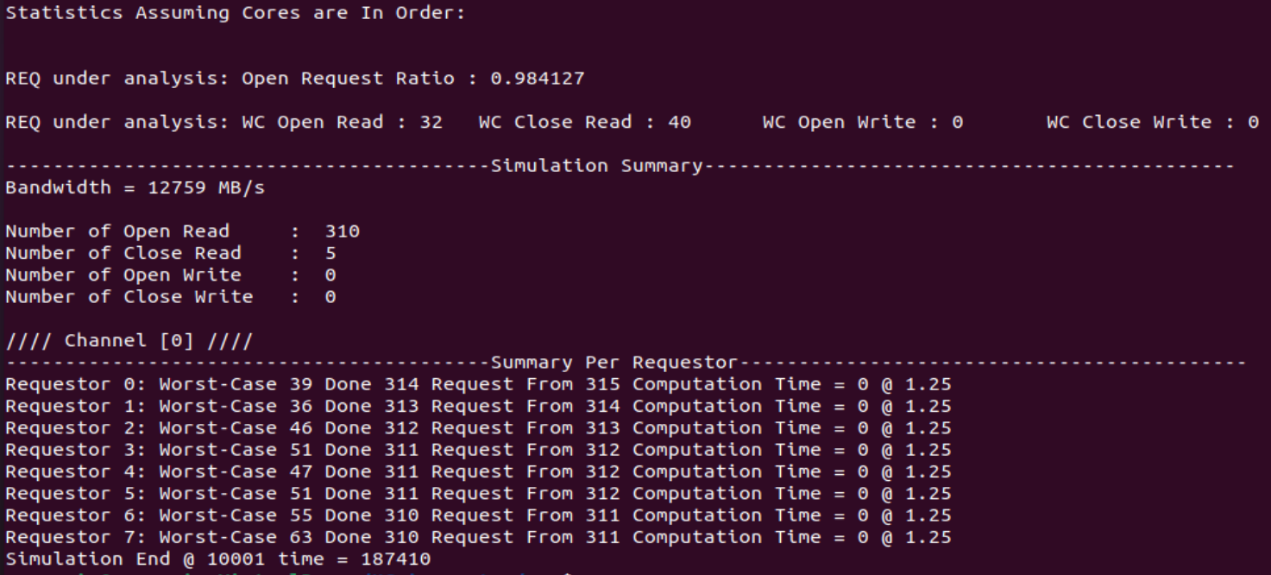 Statistics Assuming Cores are In Order:
REQ under analysis: Open Request Ratio : 0.984127
REQ under analysis: WC Open Read : 32   WC Close Read : 40      WC Open Write : 0       WC Close Write : 0
-----------------------------------------Simulation Summary---------------------------------------------
Bandwidth = 12759 MB/s
Number of Open Read     :  310
Number of Close Read    :  5
Number of Open Write    :  0
Number of Close Write   :  0
//// Channel [0] ////
-----------------------------------------Summary Per Requestor-------------------------------------------
Requestor 0: Worst-Case 39 Done 314 Request From 315 Computation Time = 0 @ 1.25
Requestor 1: Worst-Case 36 Done 313 Request From 314 Computation Time = 0 @ 1.25
Requestor 2: Worst-Case 46 Done 312 Request From 313 Computation Time = 0 @ 1.25
Requestor 3: Worst-Case 51 Done 311 Request From 312 Computation Time = 0 @ 1.25
Requestor 4: Worst-Case 47 Done 311 Request From 312 Computation Time = 0 @ 1.25
Requestor 5: Worst-Case 51 Done 311 Request From 312 Computation Time = 0 @ 1.25
Requestor 6: Worst-Case 55 Done 310 Request From 311 Computation Time = 0 @ 1.25
Requestor 7: Worst-Case 63 Done 310 Request From 311 Computation Time = 0 @ 1.25
Simulation End @ 10001 time = 187410